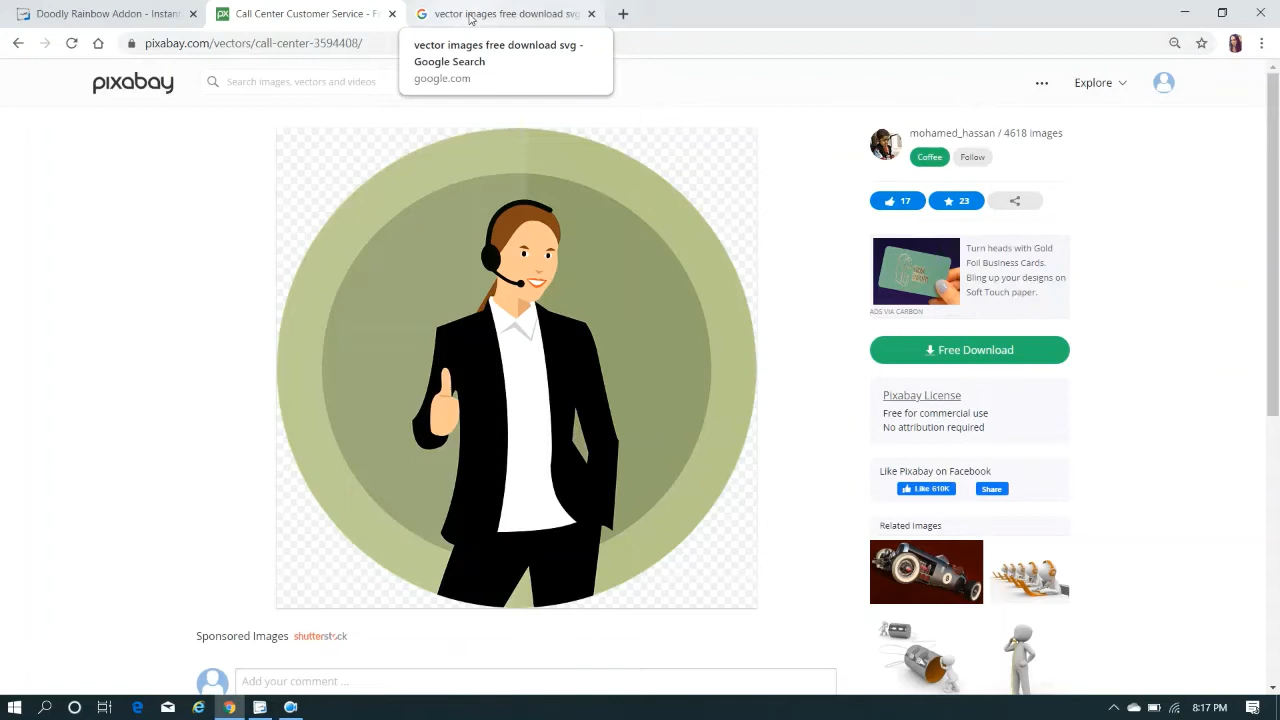 Doodly Rainbow Addon - Instant
Call Center Customer Service - Fr
vector images free download svg
pixabay.com/vectors/call-center-3594408/
vector images free download svg -
Google Search
google.com
pixabay
Search images, vectors and videos
Explore
mohamed_hassan / 4618 images
Coffee
Follow
17
23
Turn heads with Gold
Foil Business Cards.
Bling up your designs on
Soft Touch paper.
ADS VIA CARBON
Free Download
Pixabay License
Free for commercial use
No attribution required
Like Pixabay on Facebook
Like 610K
Share
Related Images
Sponsored Images shutterstock
Add your comment ...
8:17 PM